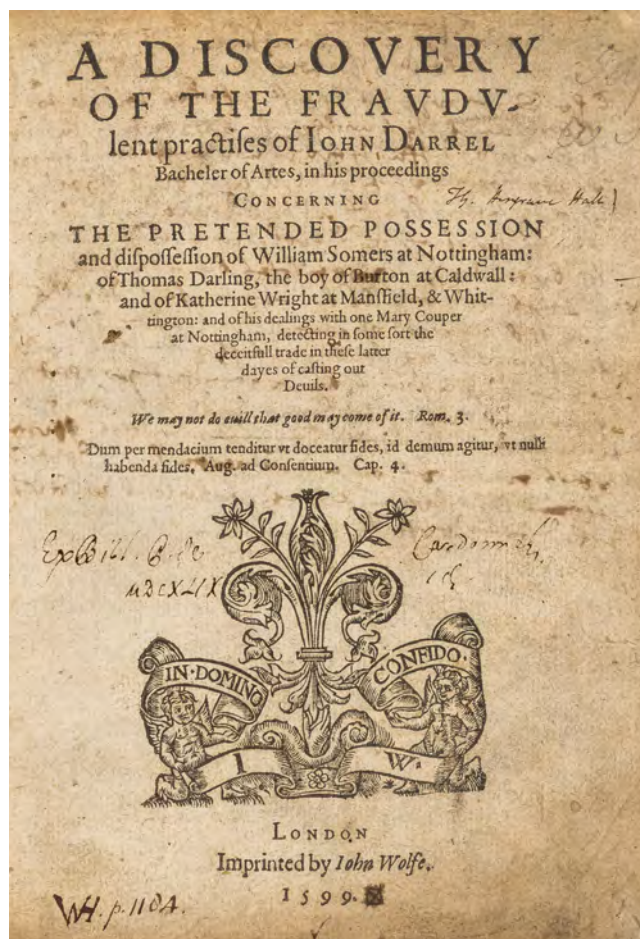 A DISCOVERY
OF THE FRAVDV-
lent practiſes of IOHN DARREL
Bacheler of Artes, in his proceedings
CONCERNING
Hall
THE PRETENDED POSSESSION
and diſpoſſeſſion of William Somers at Nottingham:
of Thomas Darling, the boy of Burton at Caldwall:
and of Katherine Wright at Manſfield, & Whit-
tington: and of his dealings with one Mary Couper
at Nottingham, detecting in ſome ſort the
deceitfull trade in theſe latter
dayes of caſting out
Deuils.
We may not do euill that good may come of it. Rom. 3.
Dum per mendacium tenditur vt doceatur fides, id demum agitur, vt nulli
habenda fides, Aug. ad Conſentium. Cap. 4.
MDCXLIX
IN·DOMINO
CONFIDO·
I
W·
LONDON
Imprinted by Iohn Wolfe.
1599.
WH. p. 1184.